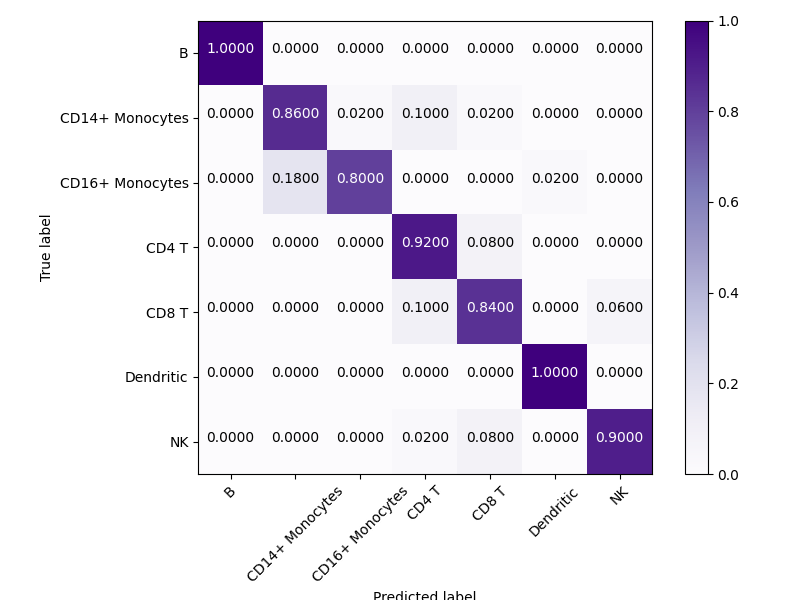 B 1.0000 0.0000 0.0000 0.0000 0.0000 0.0000 0.0000
CD14+ Monocytes 0.0000 0.8600 0.0200 0.1000 0.0200 0.0000 0.0000
CD16+ Monocytes 0.0000 0.1800 0.8000 0.0000 0.0000 0.0200 0.0000
CD4 T 0.0000 0.0000 0.0000 0.9200 0.0800 0.0000 0.0000
CD8 T 0.0000 0.0000 0.0000 0.1000 0.8400 0.0000 0.0600
Dendritic 0.0000 0.0000 0.0000 0.0000 0.0000 1.0000 0.0000
NK 0.0000 0.0000 0.0000 0.0200 0.0800 0.0000 0.9000
True label
B
CD14+ Monocytes
CD16+ Monocytes
CD4 T
CD8 T
Dendritic
NK
Predicted label
1.0
0.8
0.6
0.4
0.2
0.0